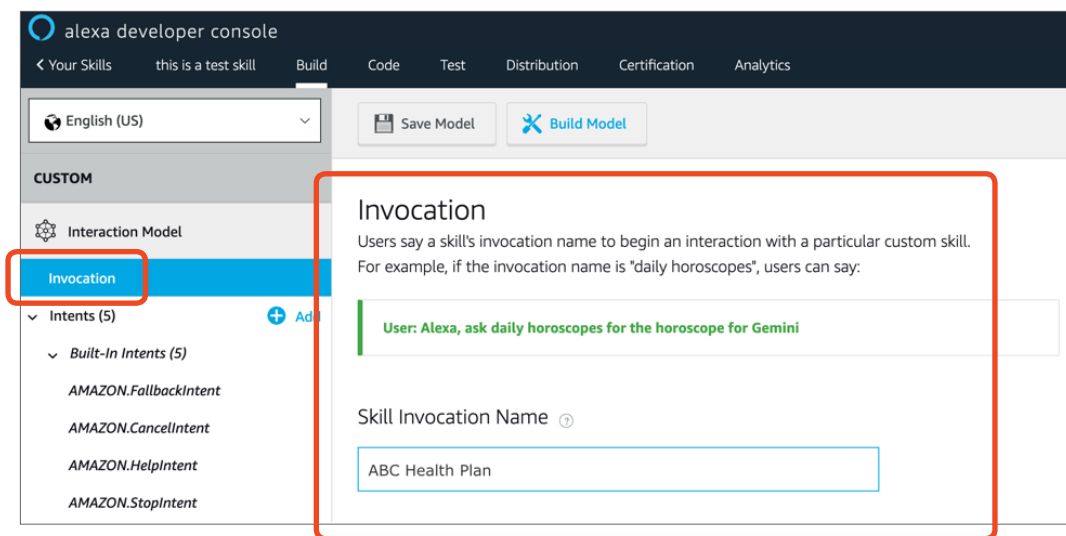 alexa developer console
Your Skills this is a test skill Build Code Test Distribution Certification Analytics
English (US)
Save Model Build Model
CUSTOM
Interaction Model
Invocation
Intents (5) Add
Built-In Intents (5)
AMAZON.FallbackIntent
AMAZON.CancelIntent
AMAZON.HelpIntent
AMAZON.StopIntent
Invocation
Users say a skill's invocation name to begin an interaction with a particular custom skill.
For example, if the invocation name is "daily horoscopes", users can say:
User: Alexa, ask daily horoscopes for the horoscope for Gemini
Skill Invocation Name ?
ABC Health Plan